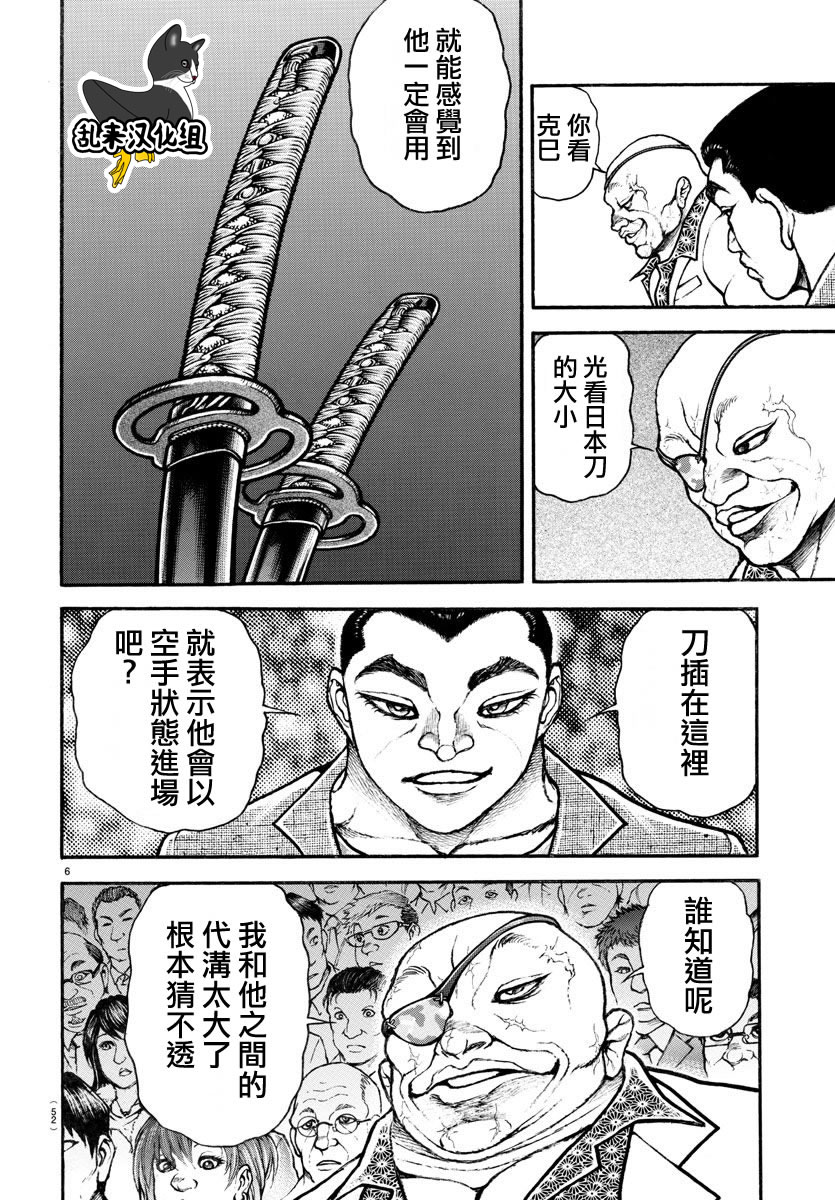 你看
克巳
光看日本刀
的大小
就能感覺到
他一定會用
乱来汉化组
刀插在這裡
就表示他會以
空手狀態進場
吧？
6
誰知道呢
我和他之間的
代溝太大了
根本猜不透
（52）